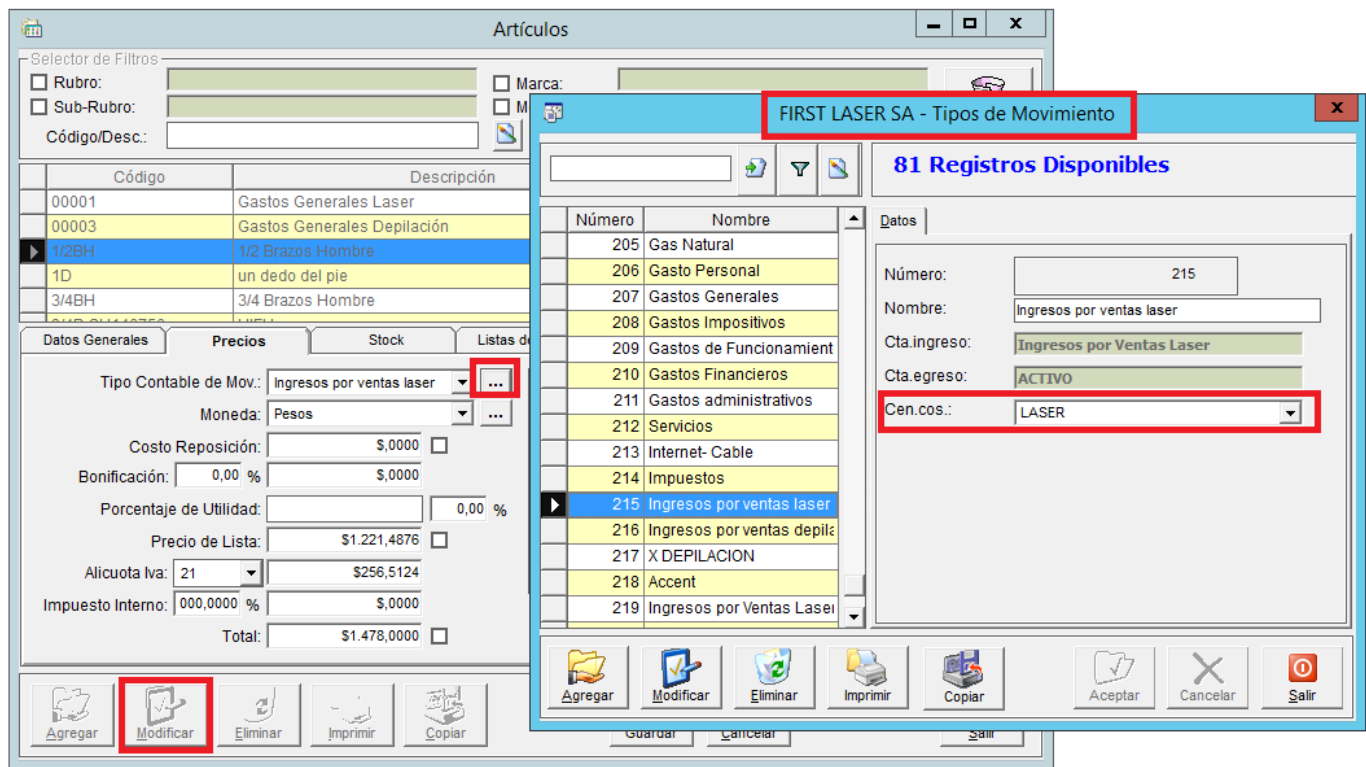 Artículos
Selector de Filtros
Rubro:
Marca:
Sub-Rubro:
M
Código/Desc.:
Código Descripción
00001 Gastos Generales Laser
00003 Gastos Generales Depilación
1/2BH 1/2 Brazos Hombre
1D un dedo del pie
3/4BH 3/4 Brazos Hombre
Datos Generales Precios Stock Listas de
Tipo Contable de Mov.: Ingresos por ventas laser ...
Moneda: Pesos ...
Costo Reposición: $,0000
Bonificación: 0,00 % $,0000
Porcentaje de Utilidad: 0,00 %
Precio de Lista: $1.221,4876
Alicuota Iva: 21 $256,5124
Impuesto Interno: 000,0000 % $,0000
Total: $1.478,0000
Agregar Modificar Eliminar Imprimir Copiar Guardar Cancelar Salir
FIRST LASER SA - Tipos de Movimiento
81 Registros Disponibles
Número Nombre
205 Gas Natural
206 Gasto Personal
207 Gastos Generales
208 Gastos Impositivos
209 Gastos de Funcionamient
210 Gastos Financieros
211 Gastos administrativos
212 Servicios
213 Internet- Cable
214 Impuestos
215 Ingresos por ventas laser
216 Ingresos por ventas depila
217 X DEPILACION
218 Accent
219 Ingresos por Ventas Laser
Datos
Número: 215
Nombre: Ingresos por ventas laser
Cta.ingreso: Ingresos por Ventas Laser
Cta.egreso: ACTIVO
Cen.cos.: LASER
Agregar Modificar Eliminar Imprimir Copiar Aceptar Cancelar Salir